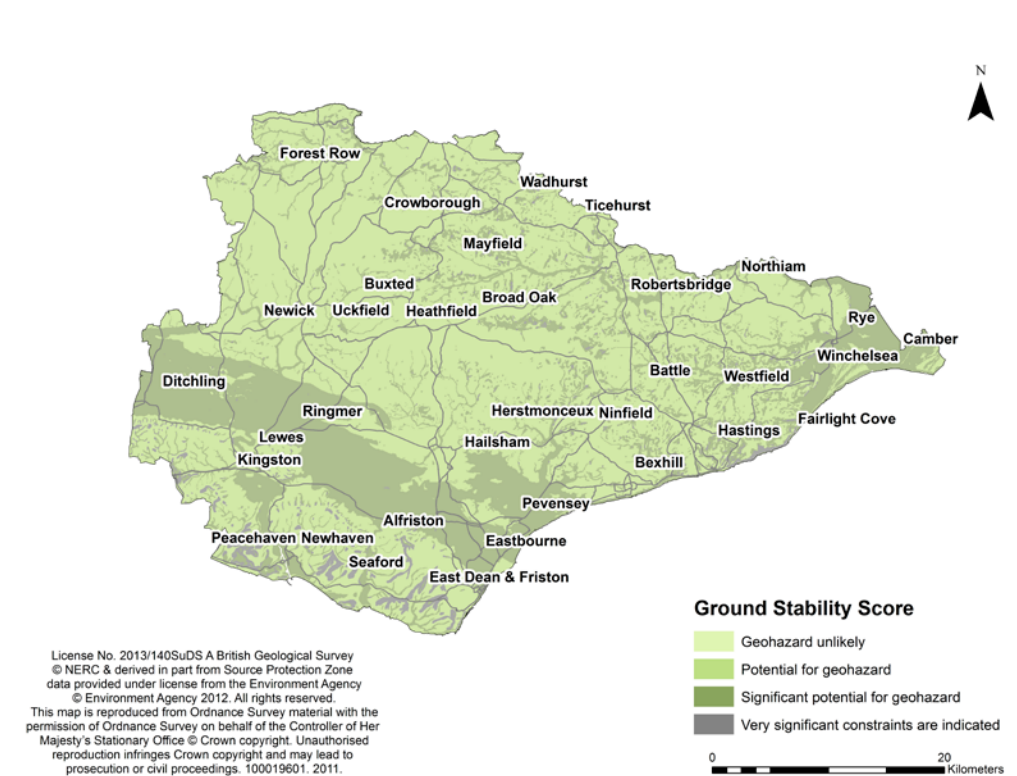 N
Forest Row
Wadhurst
Crowborough
Ticehurst
Mayfield
Northiam
Buxted
Robertsbridge
Broad Oak
Newick
Uckfield
Heathfield
Rye
Camber
Winchelsea
Battle
Westfield
Ditchling
Ringmer
Herstmonceux
Ninfield
Fairlight Cove
Lewes
Hailsham
Hastings
Kingston
Bexhill
Pevensey
Alfriston
Peacehaven
Newhaven
Eastbourne
Seaford
East Dean & Friston
Ground Stability Score
Geohazard unlikely
Potential for geohazard
Significant potential for geohazard
Very significant constraints are indicated
0
20
Kilometers
License No. 2013/140SuDS A British Geological Survey
© NERC & derived in part from Source Protection Zone
data provided under license from the Environment Agency
© Environment Agency 2012. All rights reserved.
This map is reproduced from Ordnance Survey material with the
permission of Ordnance Survey on behalf of the Controller of Her
Majesty's Stationary Office © Crown copyright. Unauthorised
reproduction infringes Crown copyright and may lead to
prosecution or civil proceedings. 100019601. 2011.